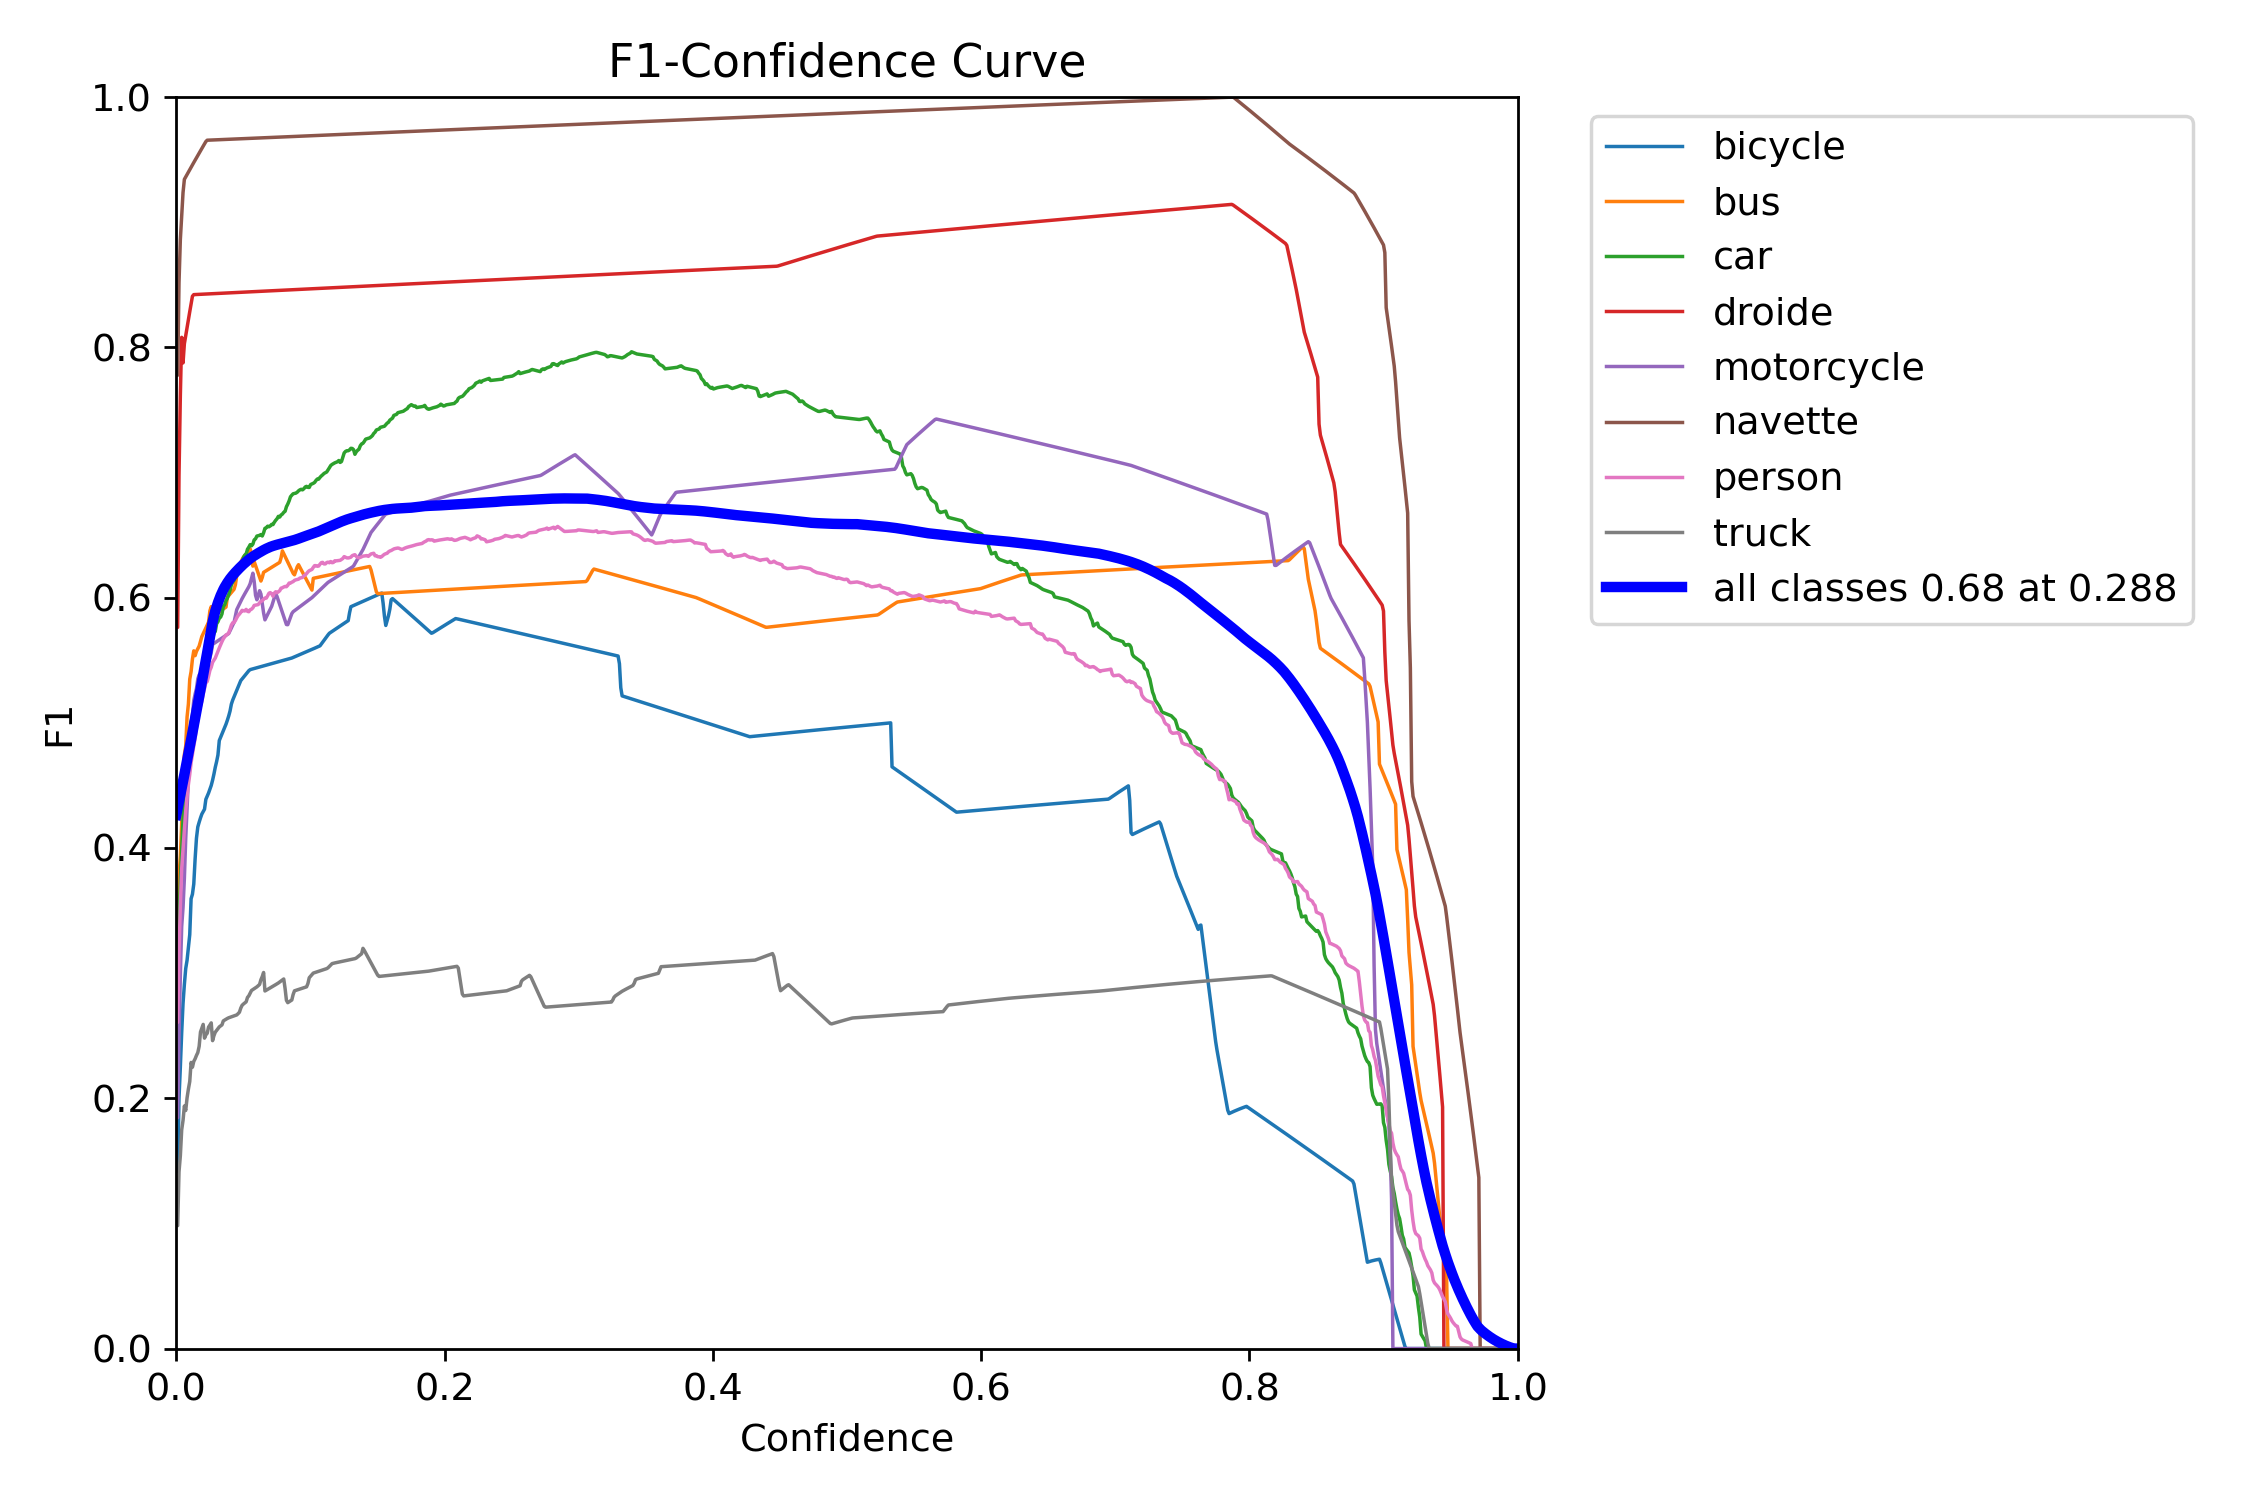 F1-Confidence Curve
1.0
0.8
0.6
0.4
0.2
0.0
F1
0.0 0.2 0.4 0.6 0.8 1.0
Confidence
bicycle
bus
car
droide
motorcycle
navette
person
truck
all classes 0.68 at 0.288